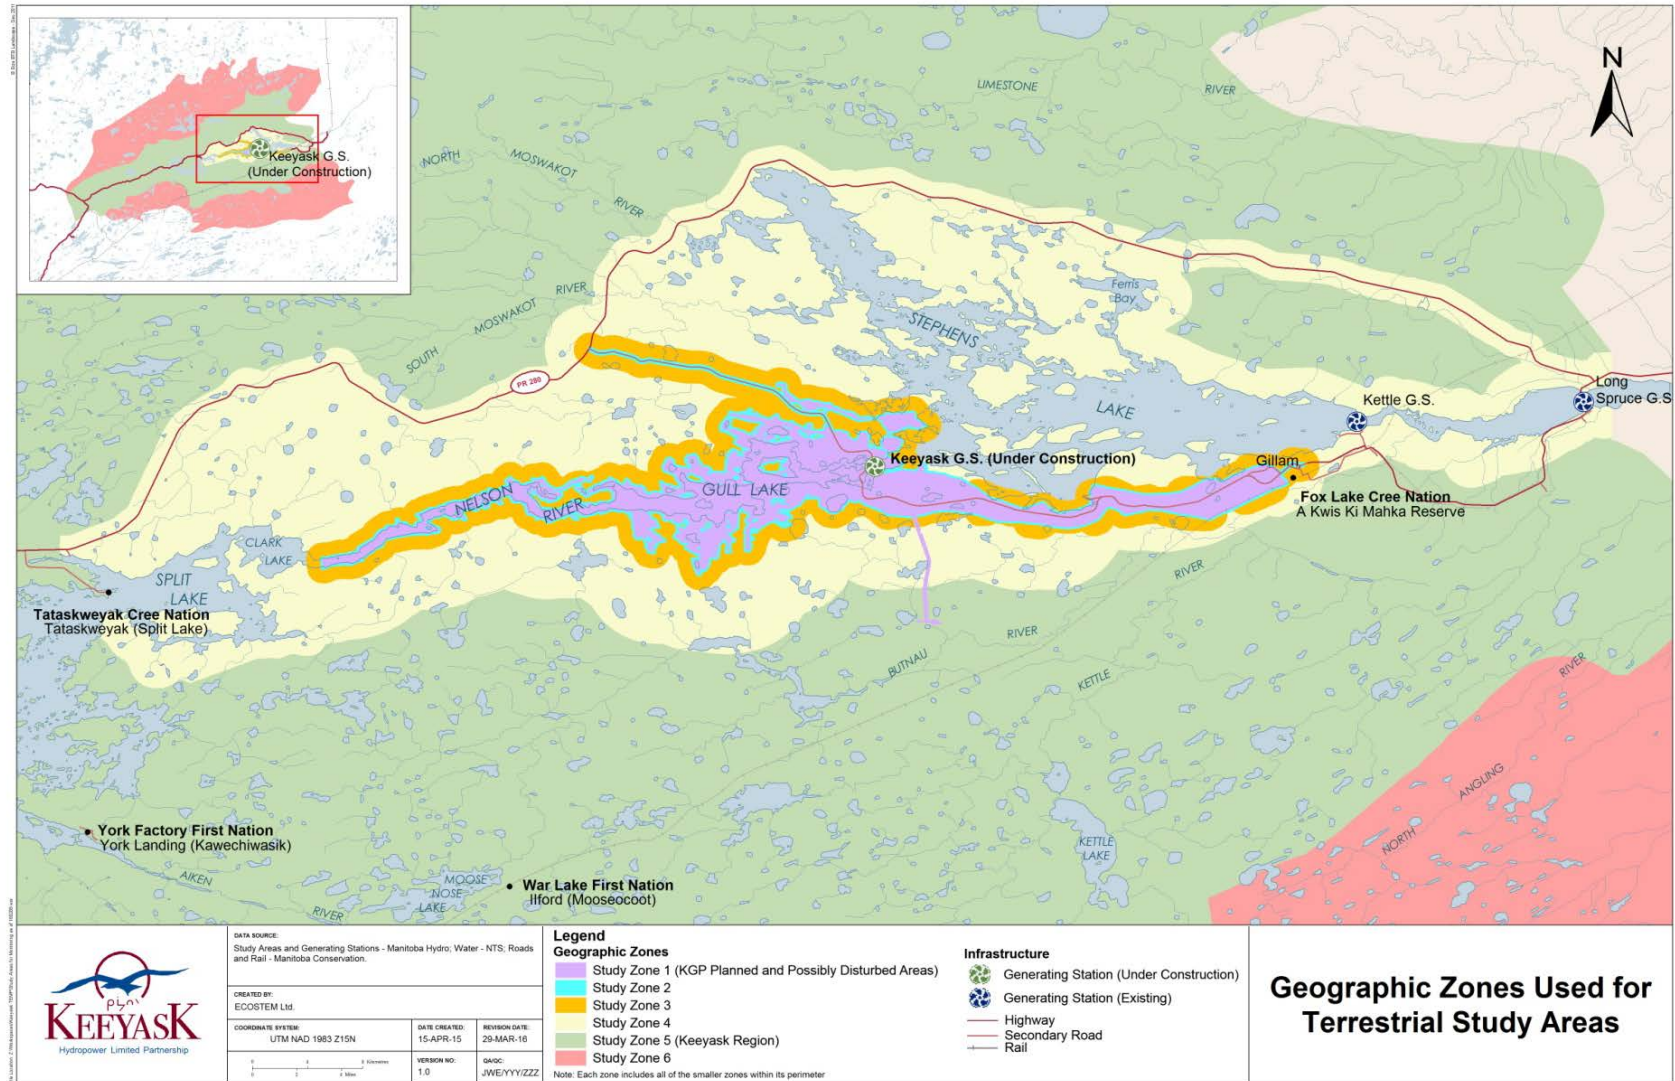 Keeyask G.S.
(Under Construction)
N
LIMESTONE
RIVER
NORTH
MOSWAKOT
RIVER
SOUTH
MOSWAKOT
RIVER
PR 280
Ferris
Bay
STEPHENS
LAKE
Long
Spruce G.S
Kettle G.S.
Keeyask G.S. (Under Construction)
Gillam
Fox Lake Cree Nation
A Kwis Ki Mahka Reserve
GULL LAKE
NELSON
RIVER
CLARK
LAKE
SPLIT
LAKE
Tataskweyak Cree Nation
Tataskweyak (Split Lake)
RIVER
RIVER
BUTNAU
KETTLE
RIVER
ANGLING
NORTH
KETTLE
LAKE
York Factory First Nation
York Landing (Kawechiwasik)
AIKEN
RIVER
MOOSE
NOSE
LAKE
War Lake First Nation
Ilford (Mooseocoot)
KEEYASK
Hydropower Limited Partnership
DATA SOURCE:
Study Areas and Generating Stations - Manitoba Hydro; Water - NTS; Roads
and Rail - Manitoba Conservation.
CREATED BY:
ECOSTEM Ltd.
COORDINATE SYSTEM:
UTM NAD 1983 Z15N
DATE CREATED:
15-APR-15
REVISION DATE:
29-MAR-16
VERSION NO:
1.0
QA/QC:
JWE/YYY/ZZZ
Kilometres
Miles
Legend
Geographic Zones
Study Zone 1 (KGP Planned and Possibly Disturbed Areas)
Study Zone 2
Study Zone 3
Study Zone 4
Study Zone 5 (Keeyask Region)
Study Zone 6
Note: Each zone includes all of the smaller zones within its perimeter
Infrastructure
Generating Station (Under Construction)
Generating Station (Existing)
Highway
Secondary Road
Rail
Geographic Zones Used for
Terrestrial Study Areas